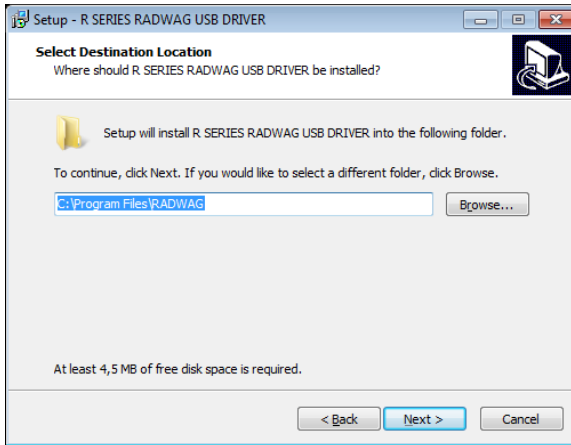 Setup - R SERIES RADWAG USB DRIVER
Select Destination Location
Where should R SERIES RADWAG USB DRIVER be installed?
Setup will install R SERIES RADWAG USB DRIVER into the following folder.
To continue, click Next. If you would like to select a different folder, click Browse.
C:\Program Files\RADWAG
Browse...
At least 4,5 MB of free disk space is required.
< Back
Next >
Cancel